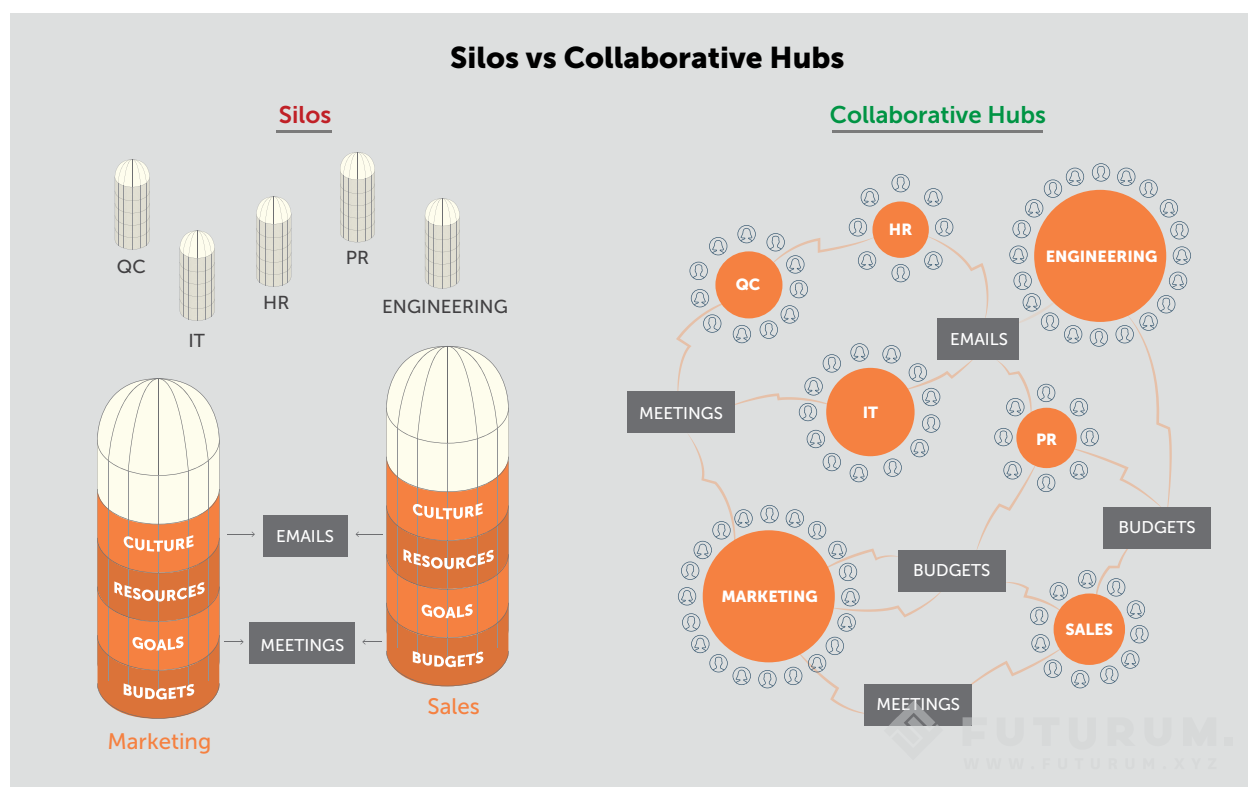 Silos vs Collaborative Hubs
Silos
QC
IT
HR
PR
ENGINEERING
CULTURE
RESOURCES
GOALS
BUDGETS
Marketing
EMAILS
MEETINGS
CULTURE
RESOURCES
GOALS
BUDGETS
Sales
Collaborative Hubs
HR
ENGINEERING
QC
EMAILS
MEETINGS
IT
PR
BUDGETS
BUDGETS
MARKETING
SALES
MEETINGS
FUTURUM.
WWW.FUTURUM.XYZ